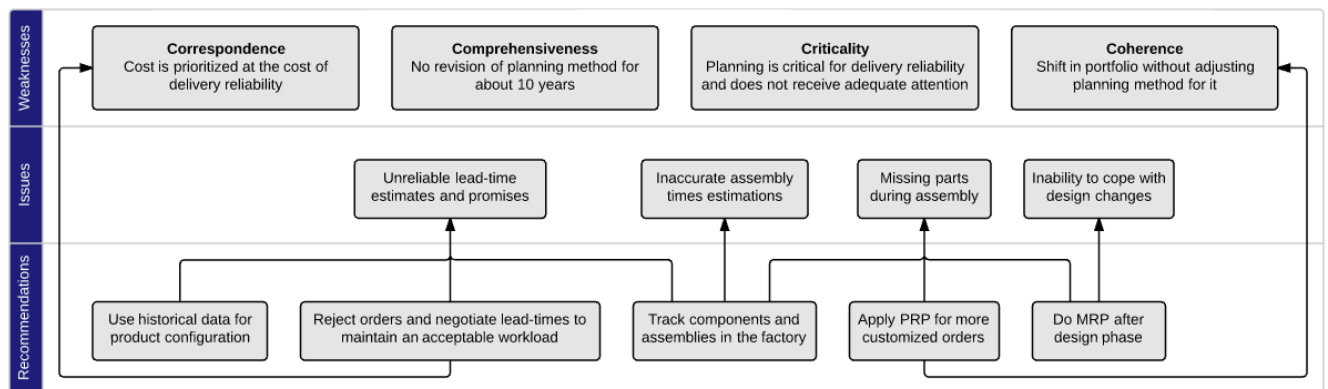 Weaknesses
Correspondence
Cost is prioritized at the cost of
delivery reliability
Comprehensiveness
No revision of planning method for
about 10 years
Criticality
Planning is critical for delivery reliability
and does not receive adequate attention
Coherence
Shift in portfolio without adjusting
planning method for it
Issues
Unreliable lead-time
estimates and promises
Inaccurate assembly
times estimations
Missing parts
during assembly
Inability to cope with
design changes
Recommendations
Use historical data for
product configuration
Reject orders and negotiate lead-times to
maintain an acceptable workload
Track components and
assemblies in the factory
Apply PRP for more
customized orders
Do MRP after
design phase